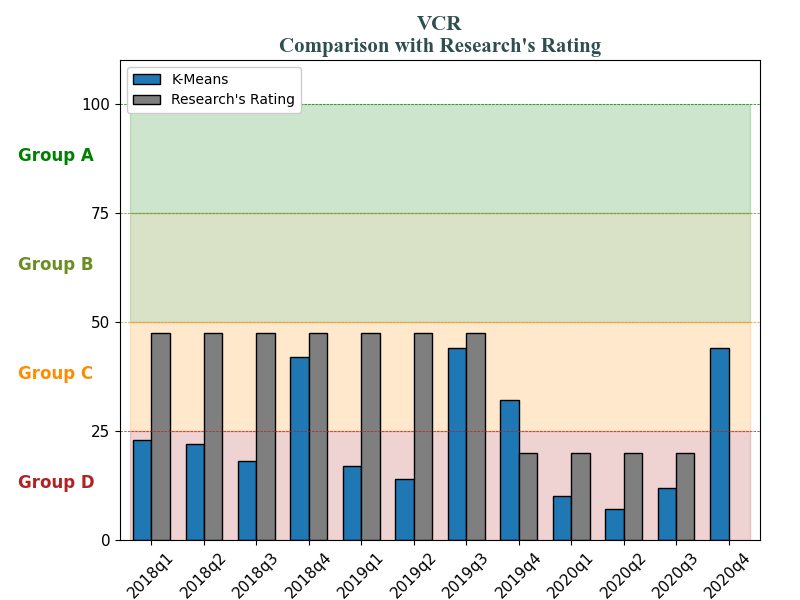 VCR
Comparison with Research's Rating
K-Means
Research's Rating
100
Group A
75
Group B
50
Group C
25
Group D
0
2018q1
2018q2
2018q3
2018q4
2019q1
2019q2
2019q3
2019q4
2020q1
2020q2
2020q3
2020q4